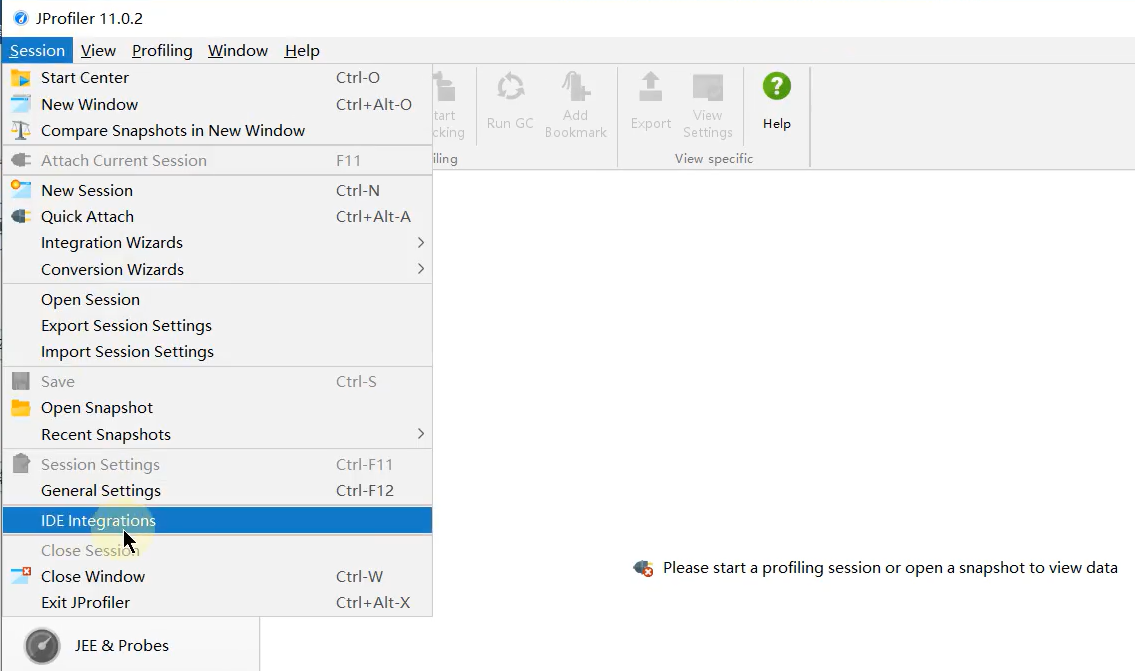 JProfiler 11.0.2
Session View Profiling Window Help
Start Center Ctrl-O
New Window Ctrl+Alt-O
Compare Snapshots in New Window
Attach Current Session F11
New Session Ctrl-N
Quick Attach Ctrl+Alt-A
Integration Wizards
Conversion Wizards
Open Session
Export Session Settings
Import Session Settings
Save Ctrl-S
Open Snapshot
Recent Snapshots
Session Settings Ctrl-F11
General Settings Ctrl-F12
IDE Integrations
Close Session
Close Window Ctrl-W
Exit JProfiler Ctrl+Alt-X
JEE & Probes
tart
cking
Run GC
Add
Bookmark
Export
View
Settings
Help
iling
View specific
Please start a profiling session or open a snapshot to view data